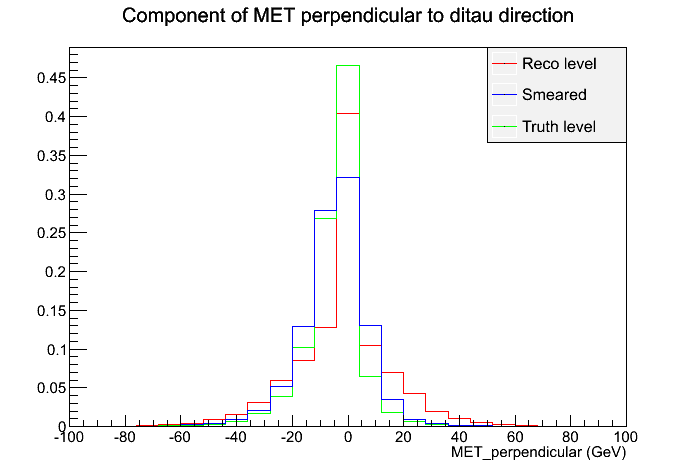 Component of MET perpendicular to ditau direction
Reco level
Smeared
Truth level
0.45
0.4
0.35
0.3
0.25
0.2
0.15
0.1
0.05
0
-100 -80 -60 -40 -20 0 20 40 60 80 100
MET_perpendicular (GeV)